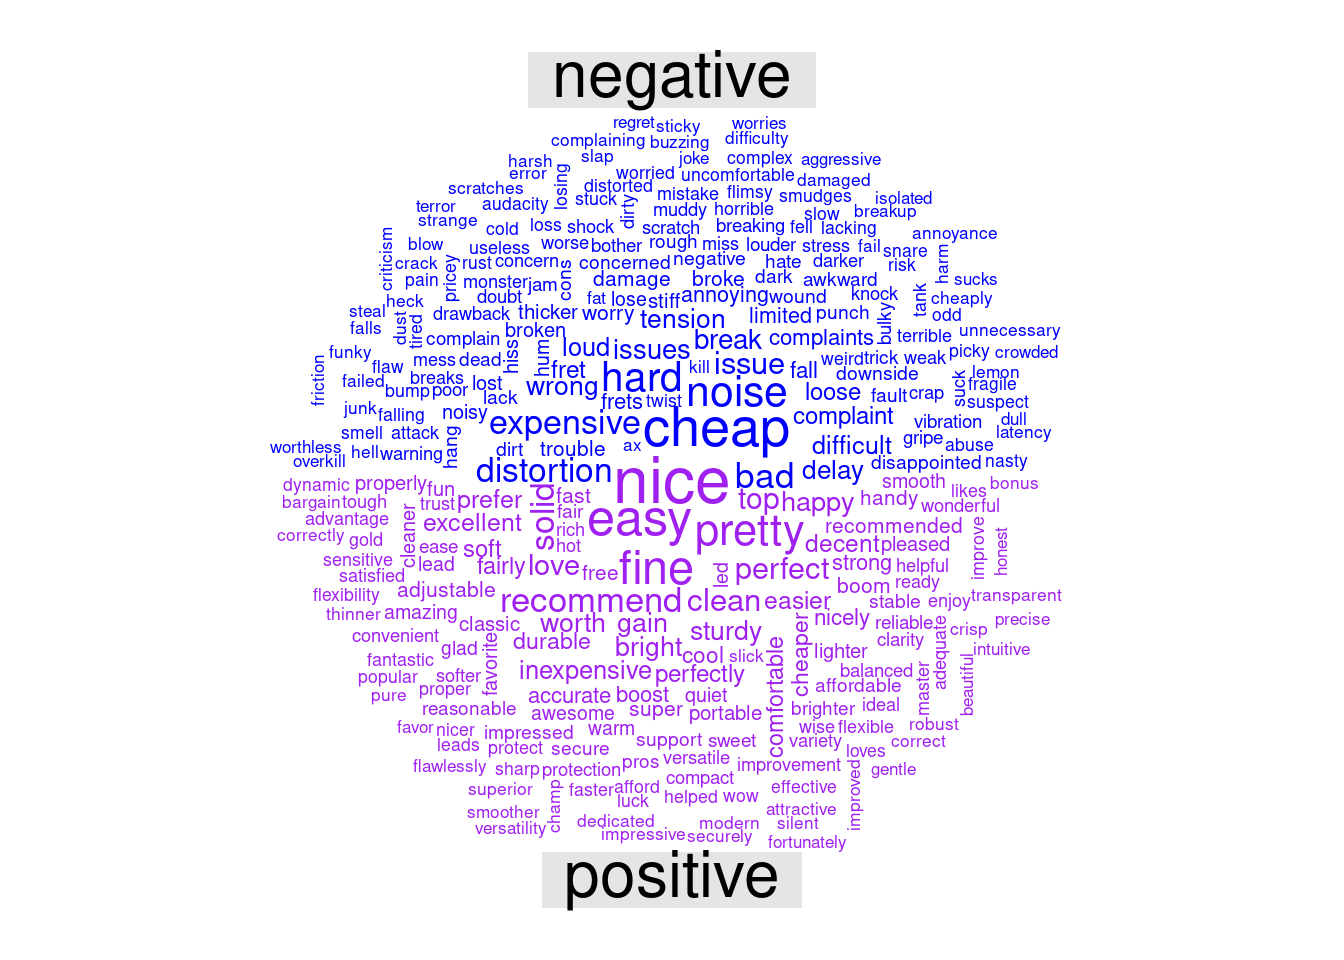 negative
regret sticky worries
complaining buzzing difficulty
harsh slap joke complex aggressive
error losing worried uncomfortable damaged
scratches distorted mistake flimsy smudges isolated
terror audacity stuck dirty muddy horrible slow breakup
strange cold loss shock scratch breaking fell lacking annoyance
criticism blow useless worse bother rough miss louder stress fail snare harm
crack pricey rust concern cons concerned negative hate darker risk
pain monster jam damage broke dark awkward tank sucks
heck doubt fat lose stiff annoying wound knock cheaply
steal dust tired drawback thicker worry tension limited punch bulky odd
falls complain broken hiss hum loud issues break complaints terrible unnecessary
funky mess dead fret kill issue fall weird trick weak picky crowded
friction flaw breaks lost wrong hard noise downside suck lemon
failed bump poor lack frets twist loose fault crap fragile
junk falling noisy expensive cheap complaint vibration suspect dull
smell attack hang dirt trouble ax difficult gripe abuse latency
worthless hell warning distortion bad delay disappointed nasty
overkill
dynamic properly fun prefer solid fast nice top happy handy smooth likes bonus
bargain tough trust fair easy pretty wonderful
advantage cleaner excellent rich recommended improve honest
correctly gold ease soft hot decent pleased
sensitive lead fairly love free fine led perfect strong helpful
satisfied adjustable boom ready
flexibility recommend clean easier stable enjoy transparent
thinner amazing classic worth gain sturdy comfortable cheaper nicely reliable adequate crisp precise
convenient glad favorite durable bright cool slick lighter clarity intuitive
fantastic softer inexpensive perfectly balanced master beautiful
popular proper accurate boost quiet affordable
pure reasonable awesome super portable brighter ideal
favor nicer impressed warm support sweet wise flexible robust
leads protect secure pros versatile variety loves correct
flawlessly sharp protection compact improvement improved gentle
superior champ faster afford helped wow effective
smoother luck attractive
versatility dedicated modern silent
impressive securely fortunately
positive